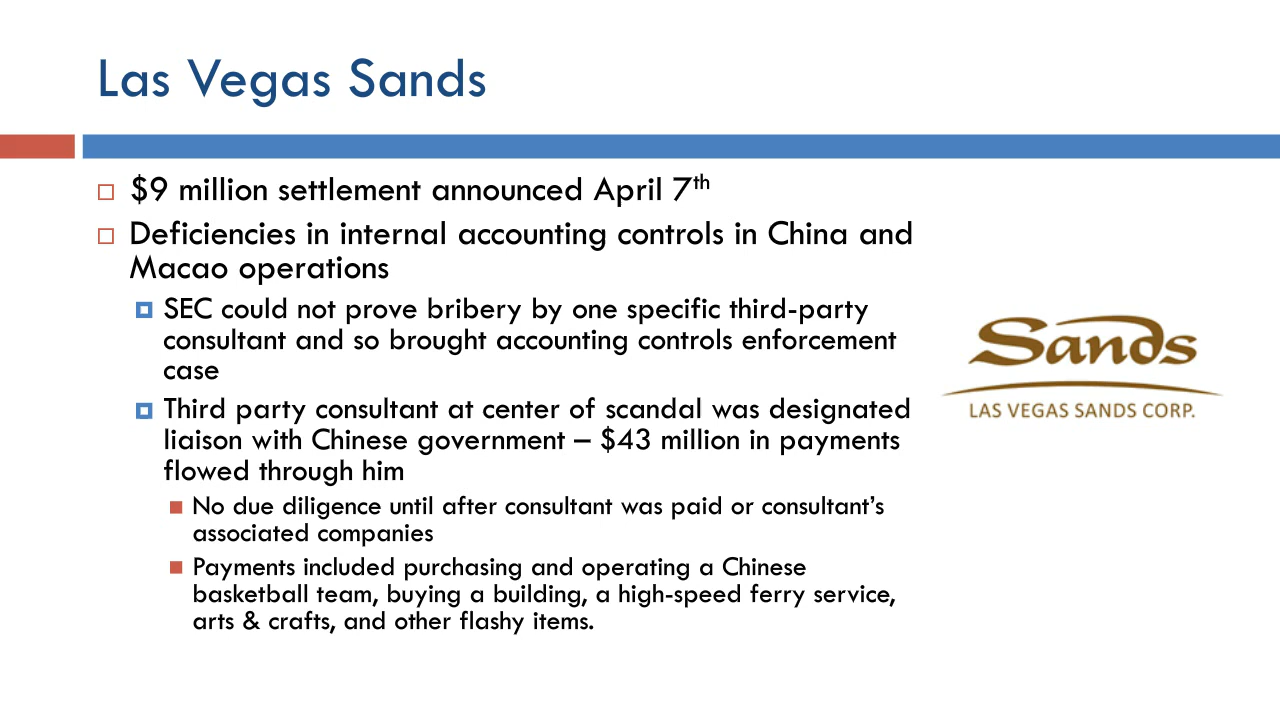 Las Vegas Sands
$9 million settlement announced April 7th
Deficiencies in internal accounting controls in China and
Macao operations
SEC could not prove bribery by one specific third-party
consultant and so brought accounting controls enforcement
case
Third party consultant at center of scandal was designated
liaison with Chinese government – $43 million in payments
flowed through him
No due diligence until after consultant was paid or consultant’s
associated companies
Payments included purchasing and operating a Chinese
basketball team, buying a building, a high-speed ferry service,
arts & crafts, and other flashy items.
Sands
LAS VEGAS SANDS CORP.